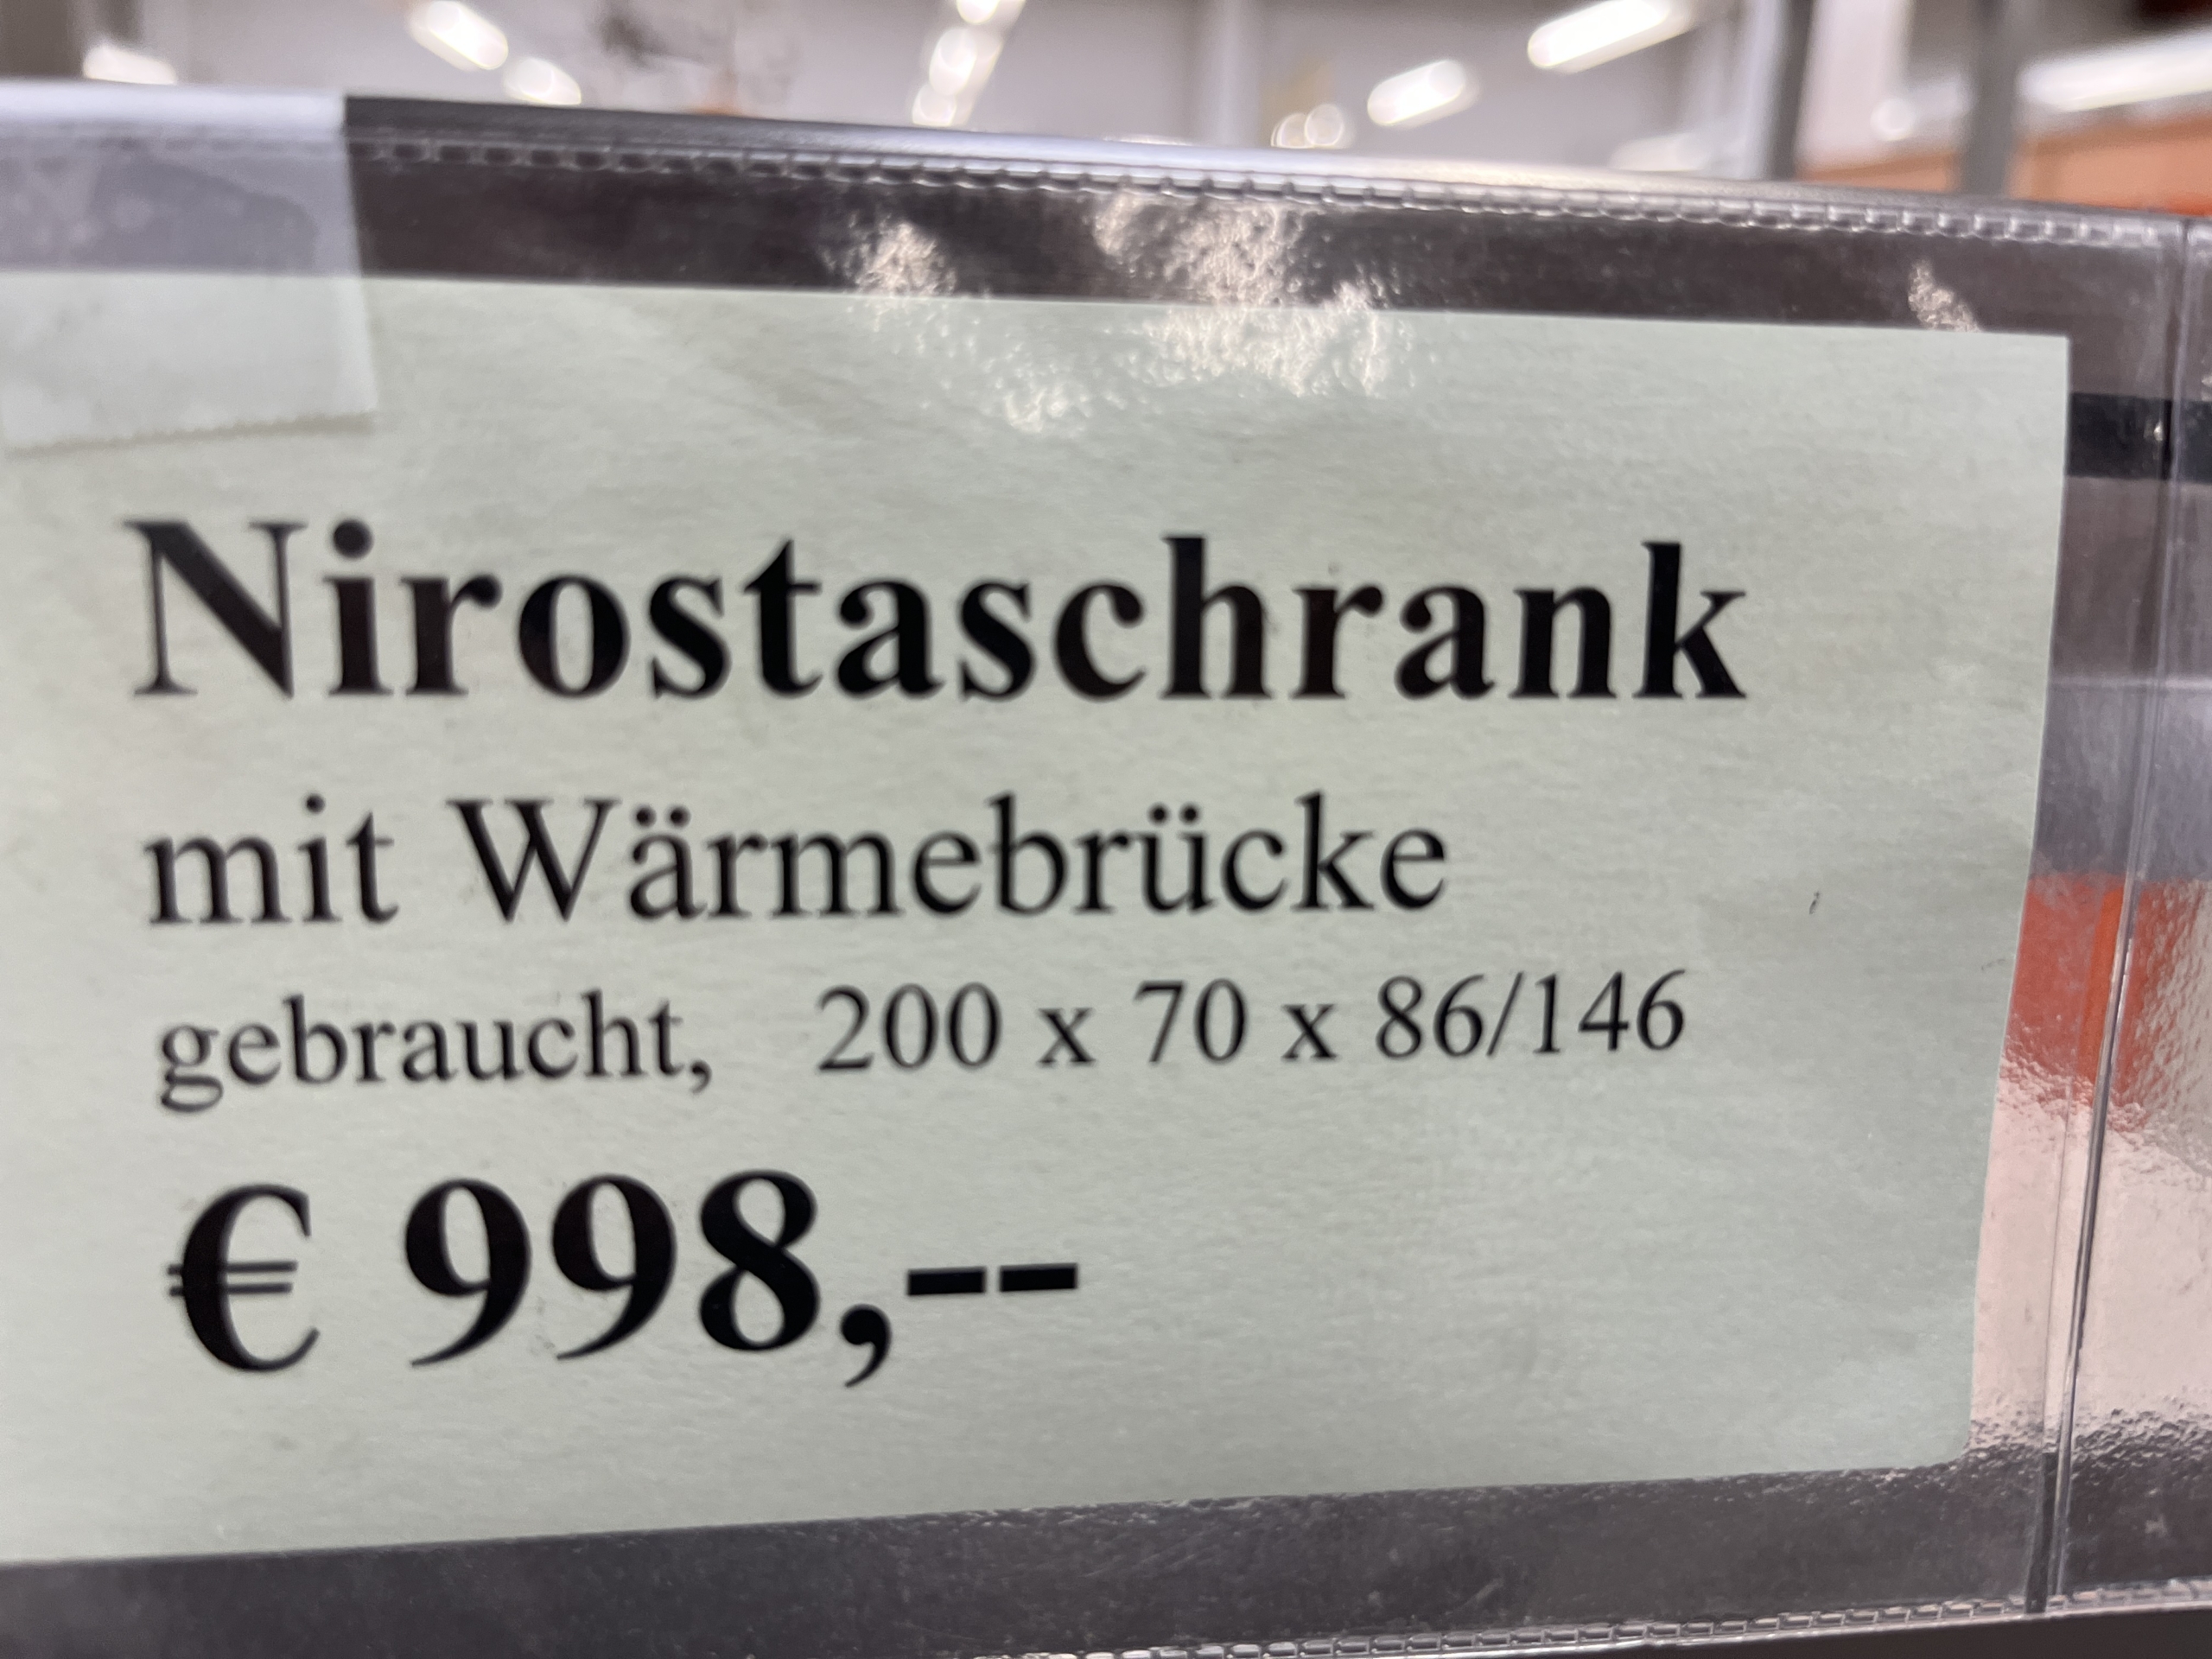 Nirostaschrank
mit Wärmebrücke
gebraucht, 200 x 70 x 86/146
€ 998,--